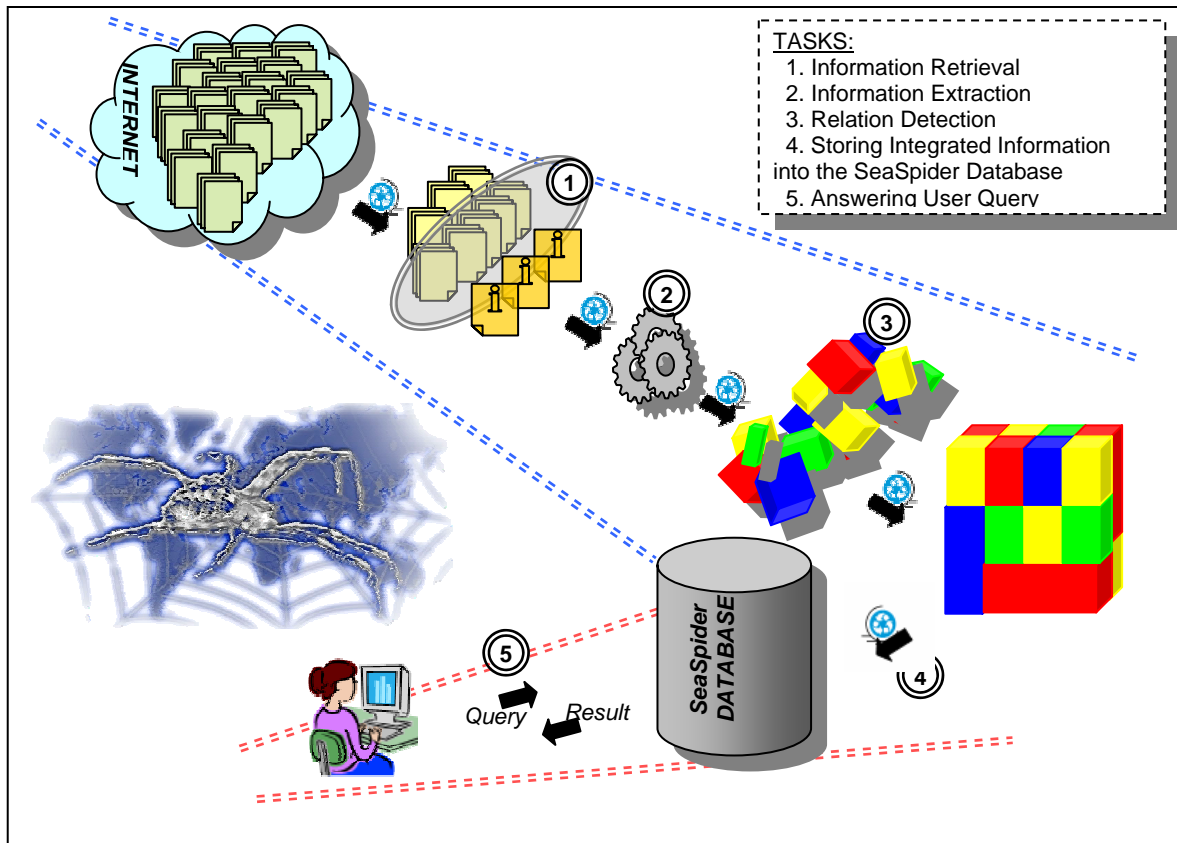 INTERNET
TASKS:
1. Information Retrieval
2. Information Extraction
3. Relation Detection
4. Storing Integrated Information
into the SeaSpider Database
5. Answering User Query
1
2
3
SeaSpider
DATABASE
4
5
Query
Result